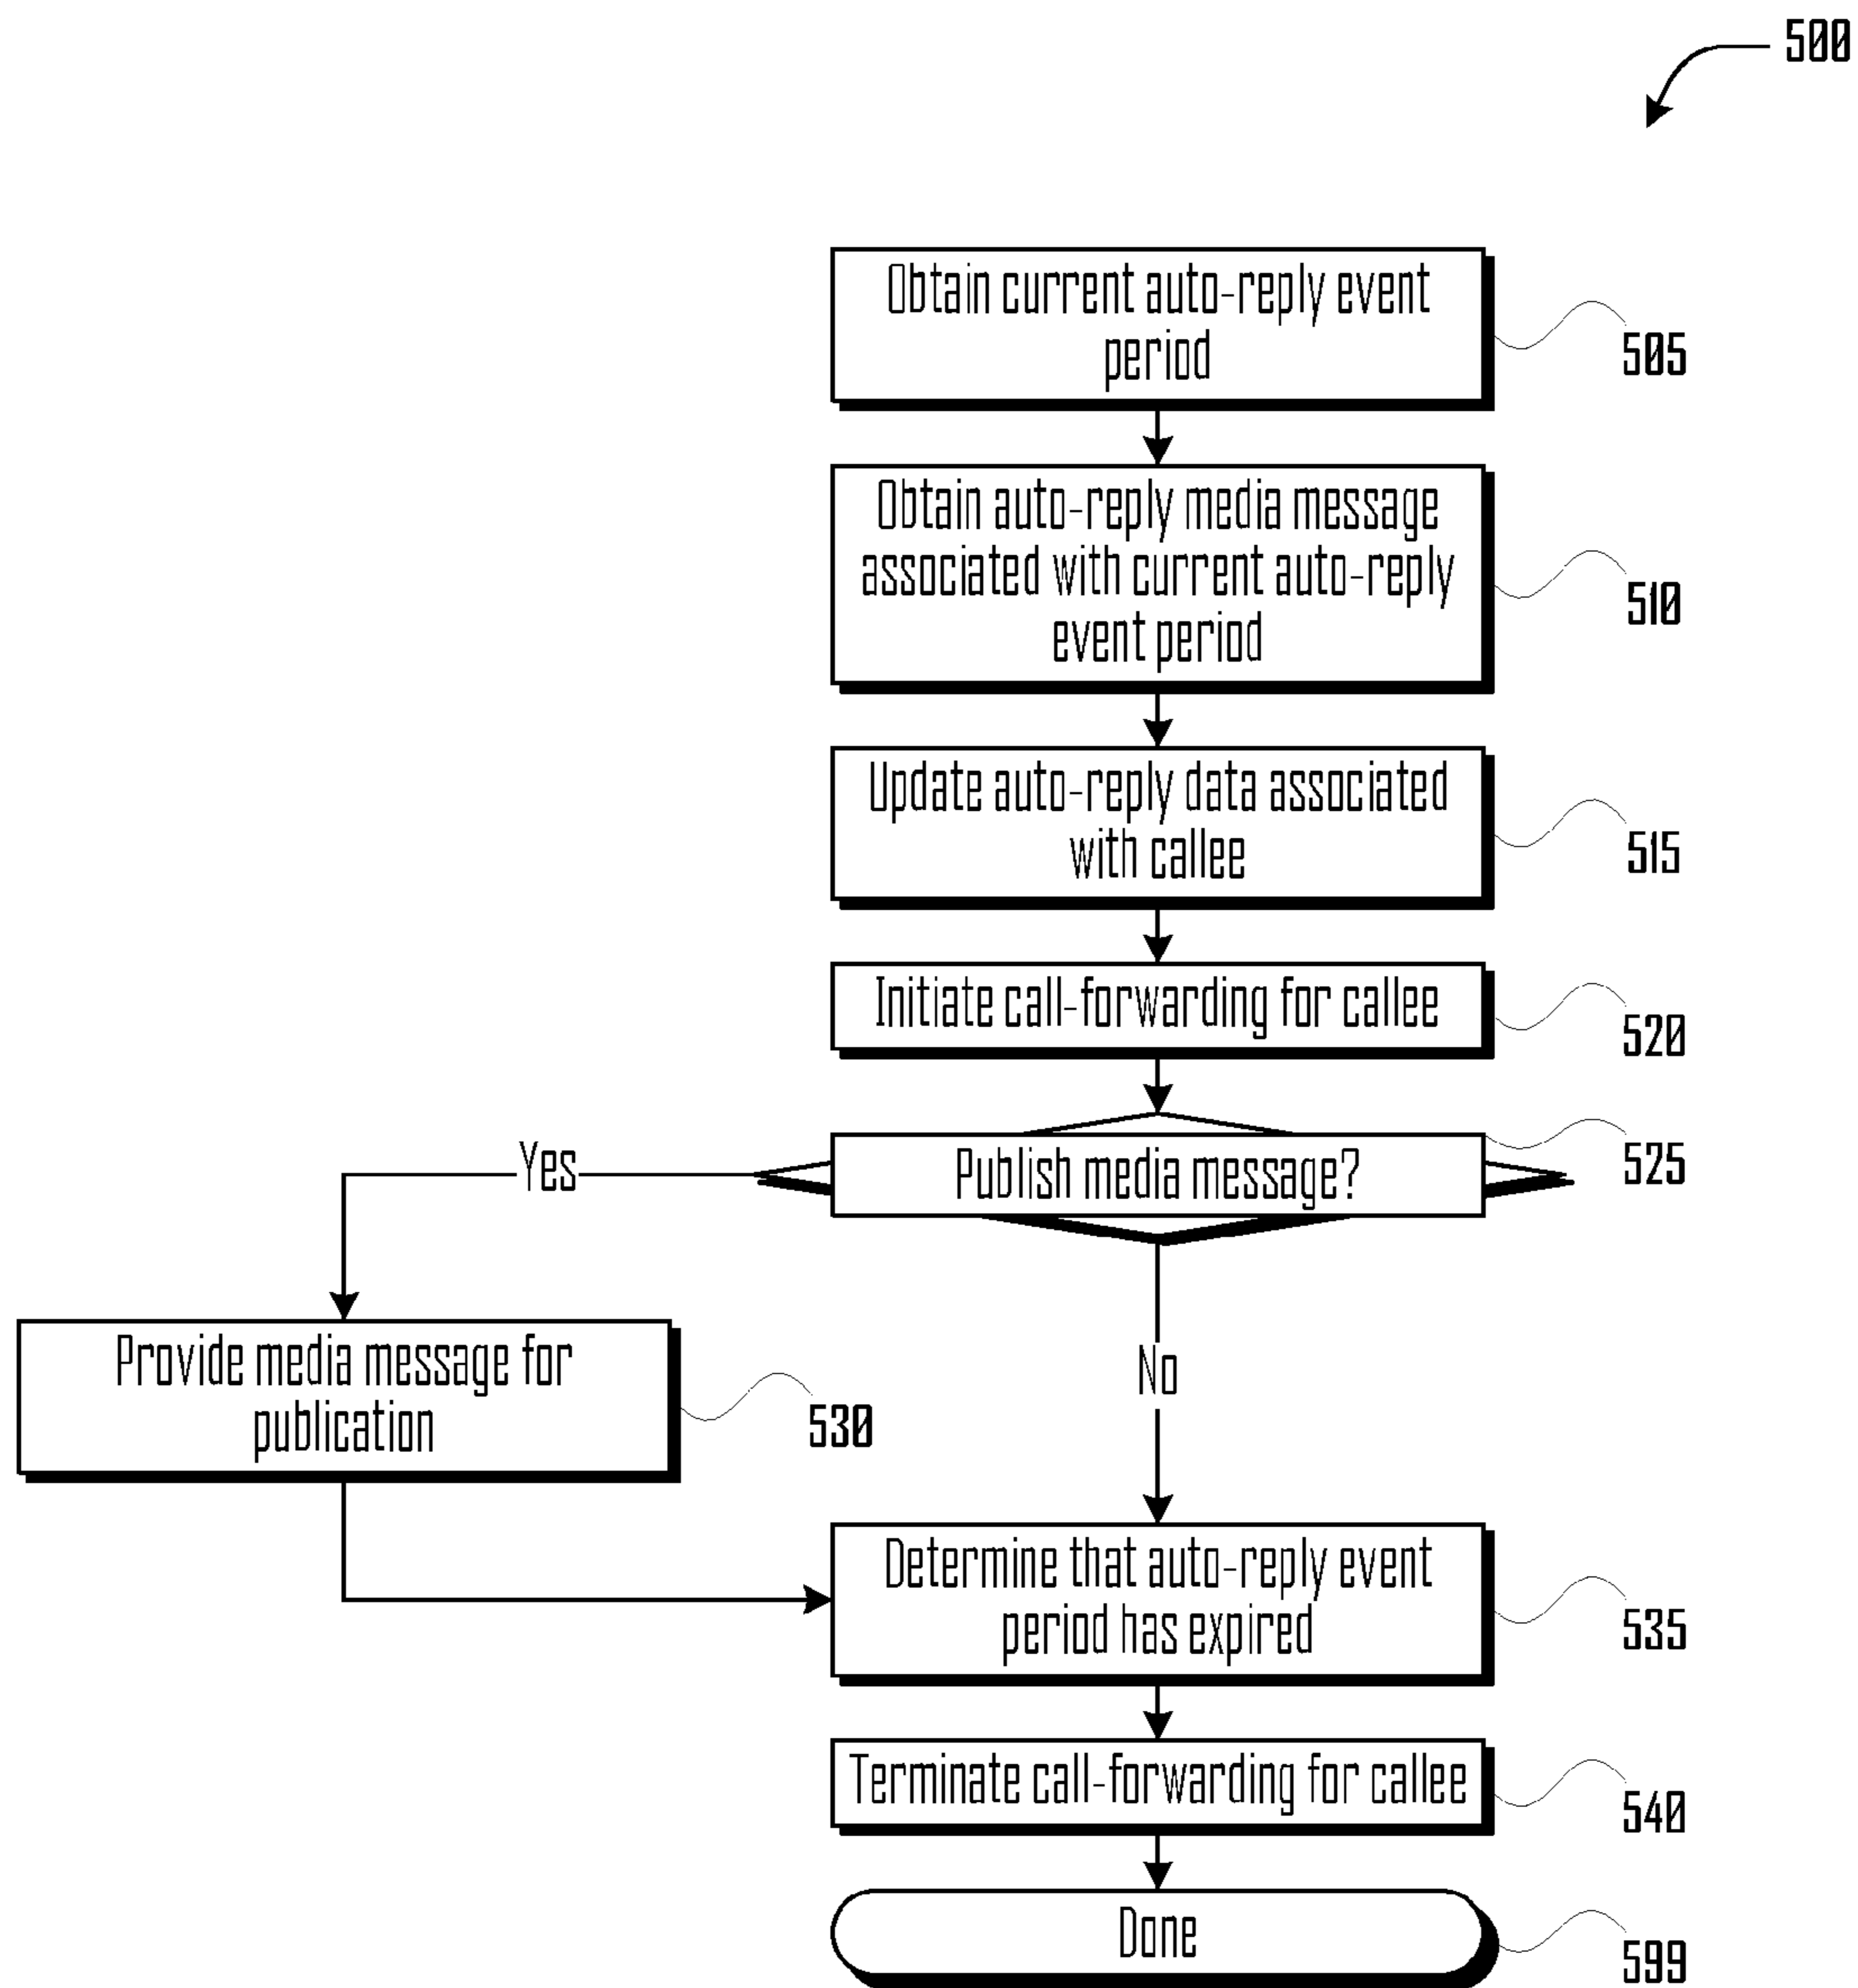 500
Obtain current auto-reply event
period
505
Obtain auto-reply media message
associated with current auto-reply
event period
510
Update auto-reply data associated
with callee
515
Initiate call-forwarding for callee
520
Publish media message?
525
Yes
No
Provide media message for
publication
530
Determine that auto-reply event
period has expired
535
Terminate call-forwarding for callee
540
Done
599